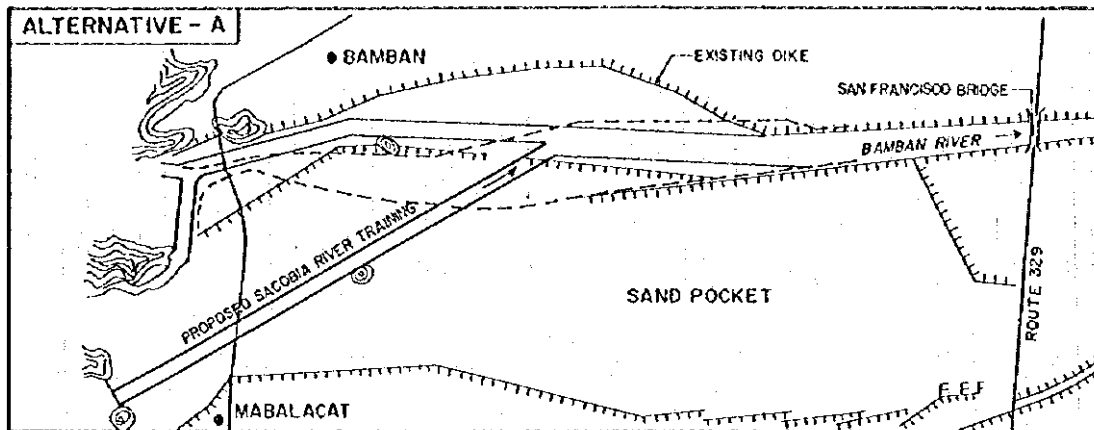 ALTERNATIVE - A
BAMBAN
EXISTING DIKE
SAN FRANCISCO BRIDGE
BAMBAN RIVER
PROPOSED SACOBIA RIVER TRAINING
SAND POCKET
ROUTE 329
MABALACAT